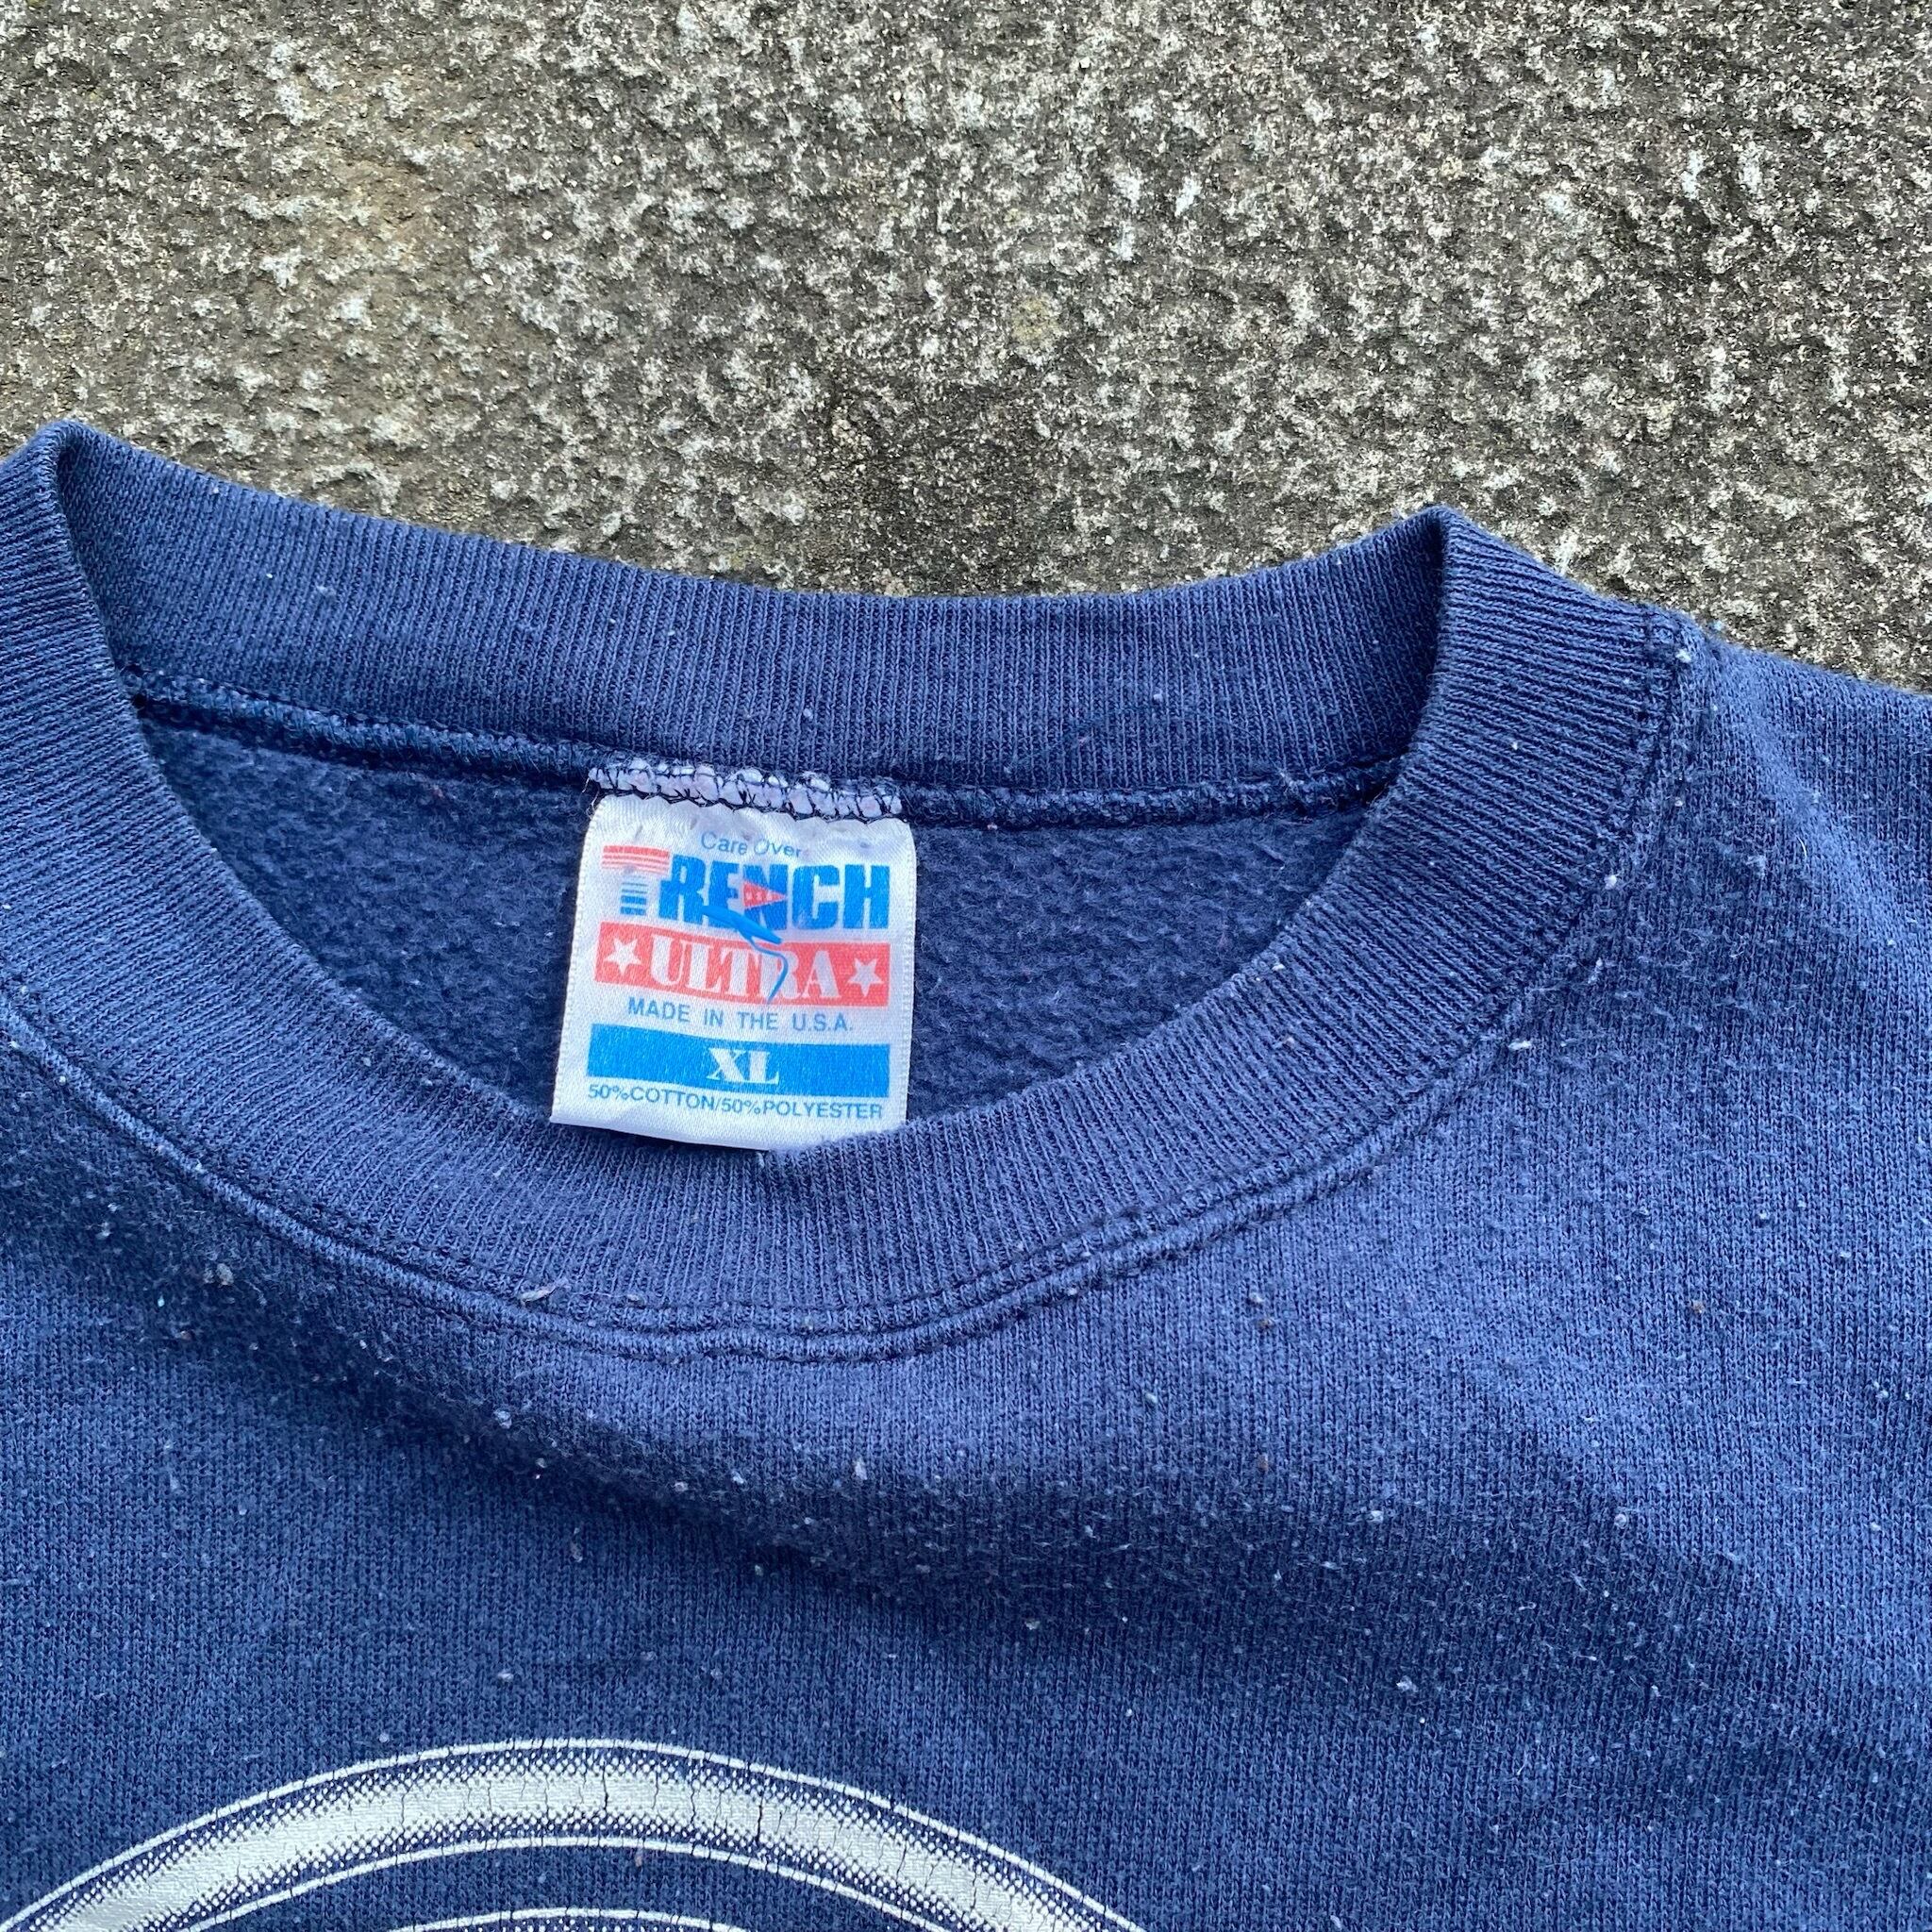 Care Over
TRENCH
ULTRA
MADE IN THE U.S.A.
XL
50%COTTON/50%POLYESTER